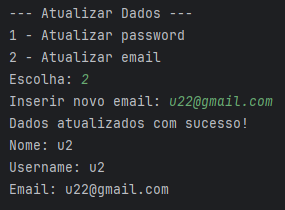 --- Atualizar Dados ---
1 - Atualizar password
2 - Atualizar email
Escolha: 2
Inserir novo email: u22@gmail.com
Dados atualizados com sucesso!
Nome: u2
Username: u2
Email: u22@gmail.com